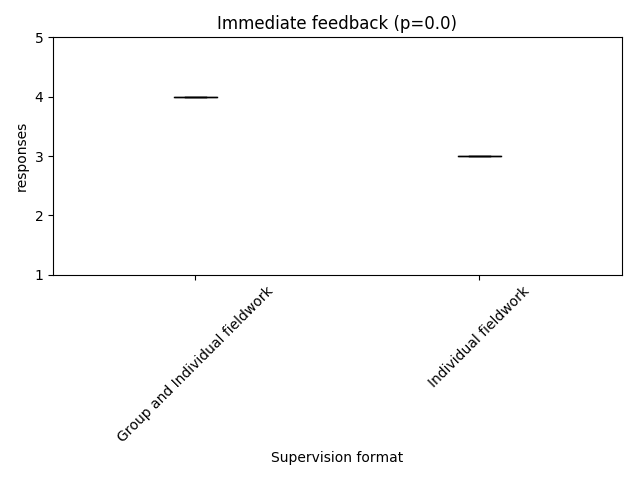 Immediate feedback (p=0.0)
5
4
3
2
1
responses
Group and Individual fieldwork
Individual fieldwork
Supervision format